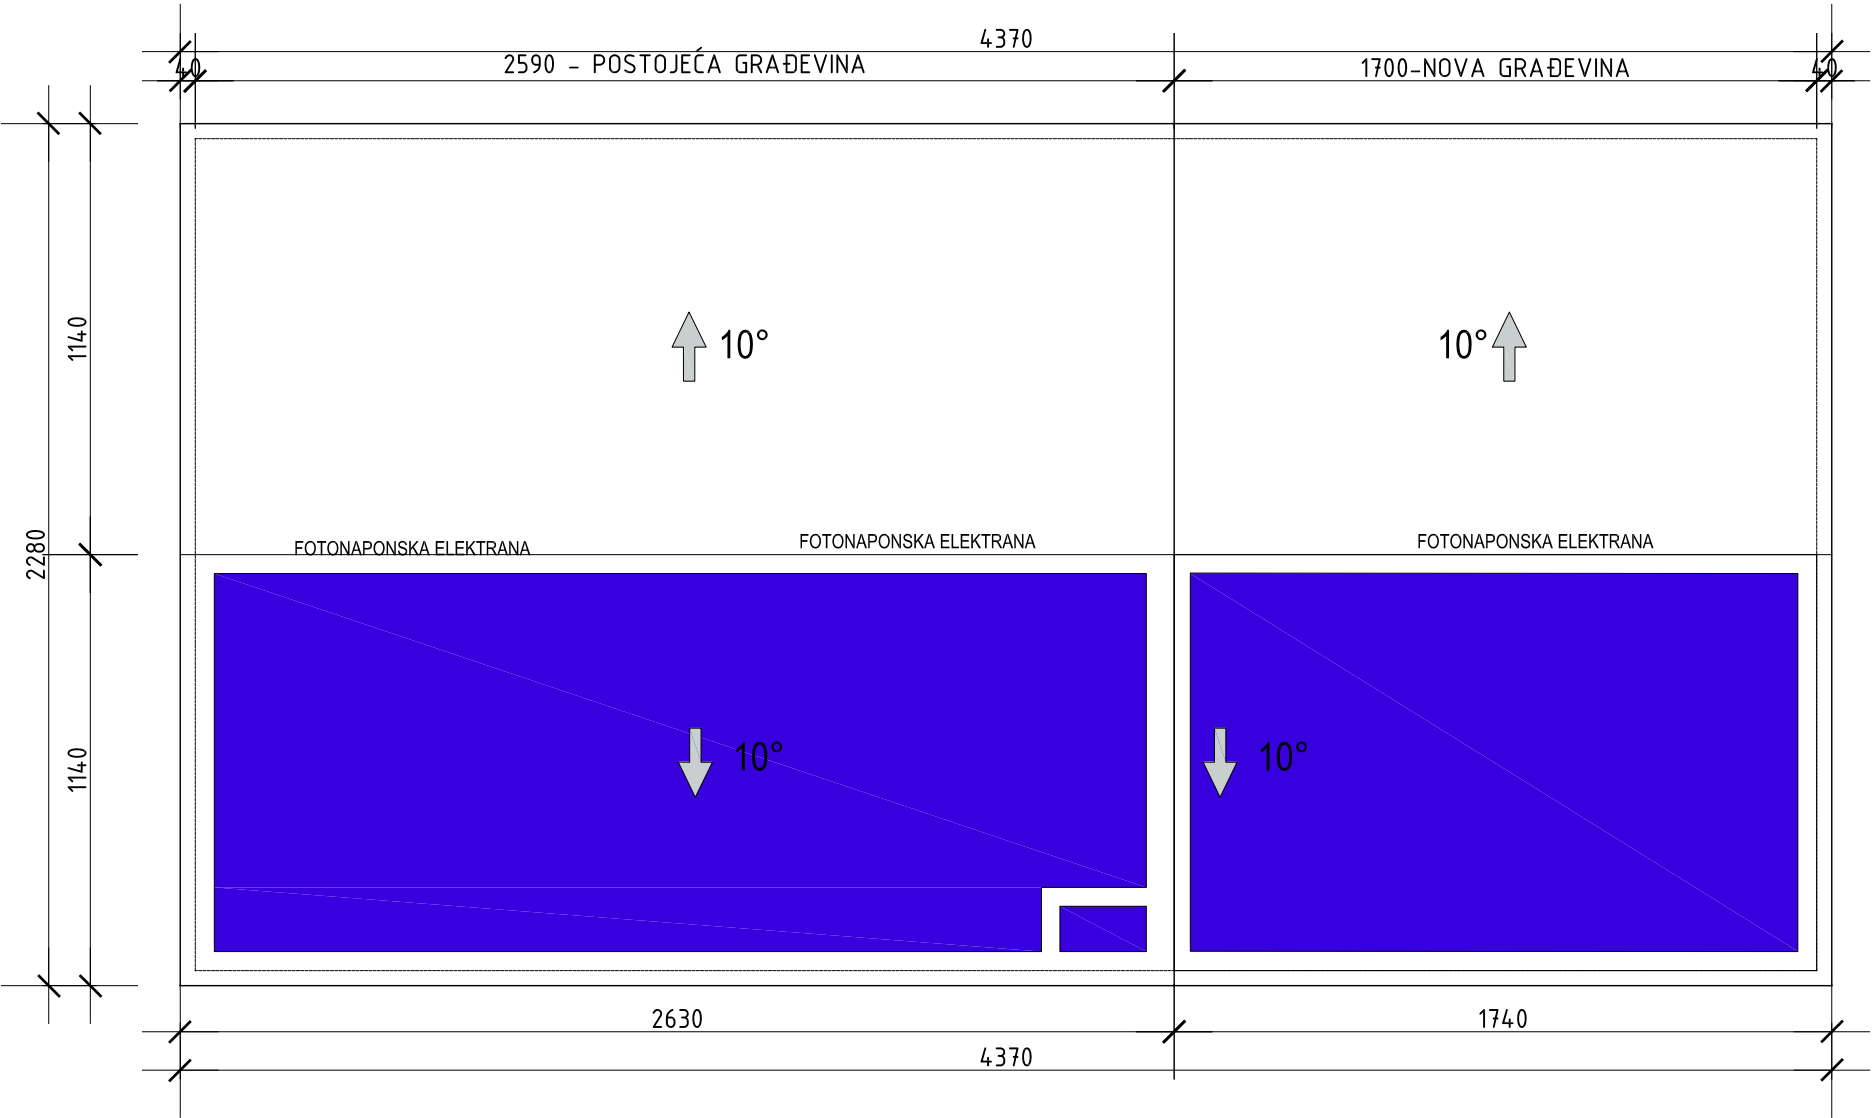 4370
40
2590 - POSTOJEĆA GRAĐEVINA
1700-NOVA GRAĐEVINA
40
1140
10°
10°
2280
FOTONAPONSKA ELEKTRANA
FOTONAPONSKA ELEKTRANA
FOTONAPONSKA ELEKTRANA
1140
10°
10°
2630
1740
4370